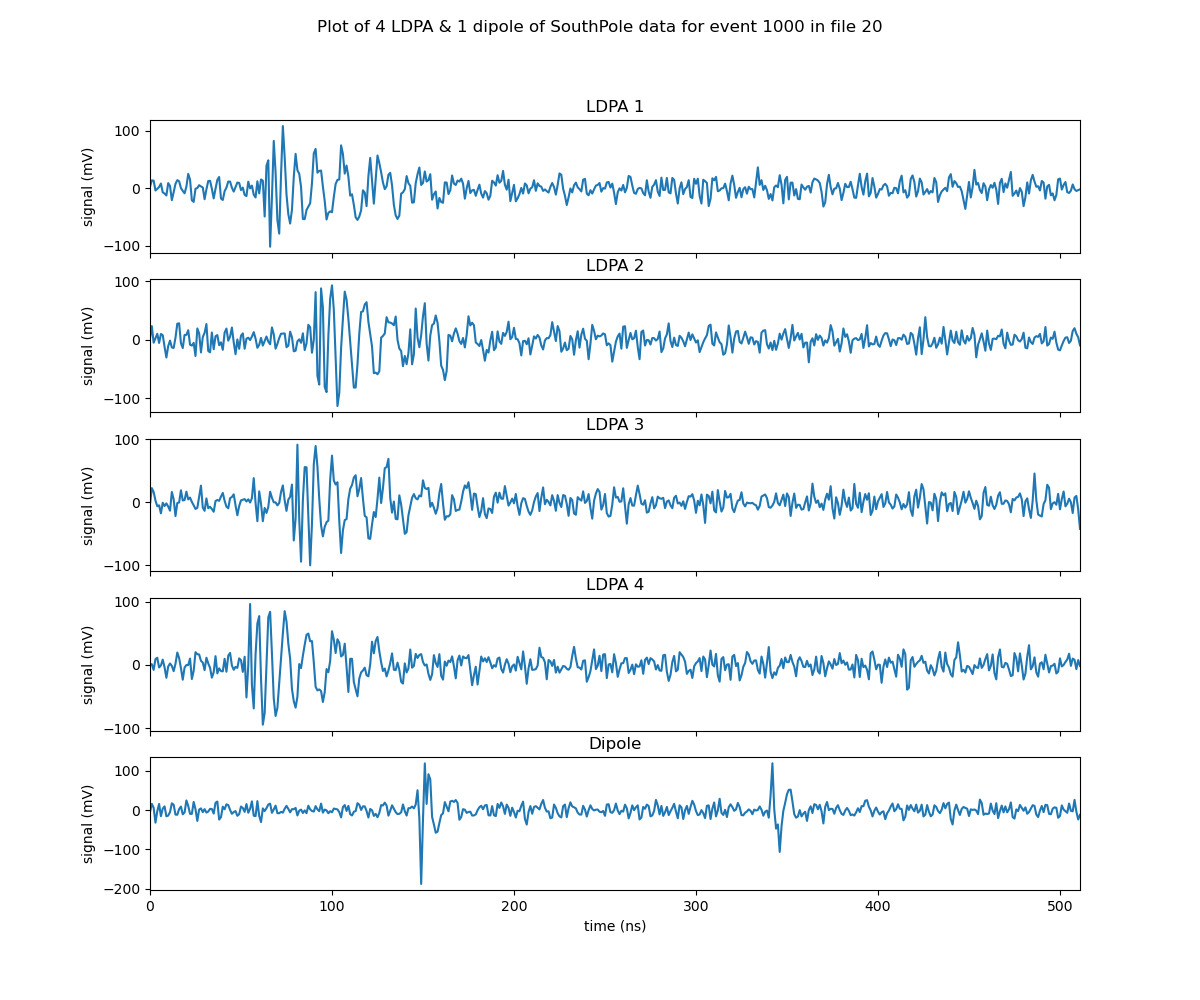 Plot of 4 LDPA & 1 dipole of SouthPole data for event 1000 in file 20
LDPA 1
signal (mV)
100
0
−100
LDPA 2
signal (mV)
100
0
−100
LDPA 3
signal (mV)
100
0
−100
LDPA 4
signal (mV)
100
0
−100
Dipole
signal (mV)
100
0
−100
−200
0 100 200 300 400 500
time (ns)